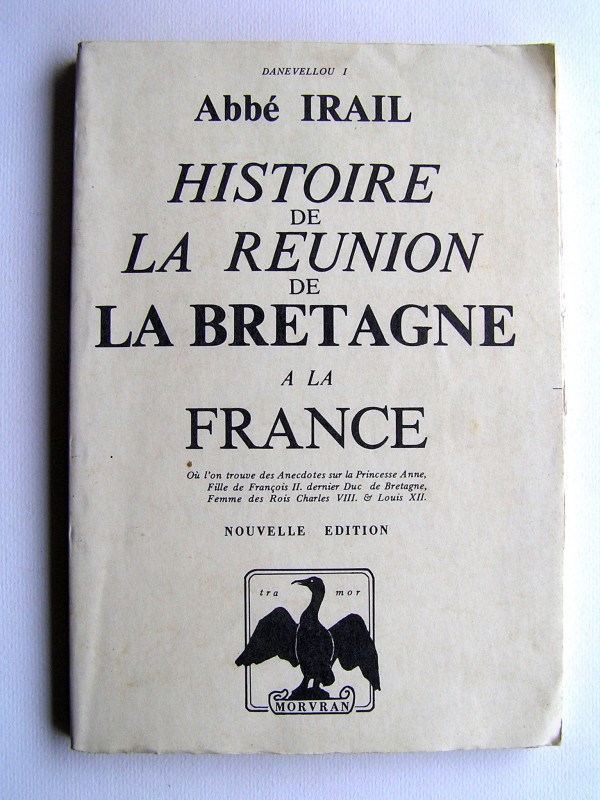 DANEVELLOU I
Abbé IRAIL
HISTOIRE
DE
LA REUNION
DE
LA BRETAGNE
A LA
FRANCE
Où l'on trouve des Anecdotes sur la Princesse Anne,
Fille de François II. dernier Duc de Bretagne,
Femme des Rois Charles VIII. & Louis XII.
NOUVELLE EDITION
tra mor
MORVRAN